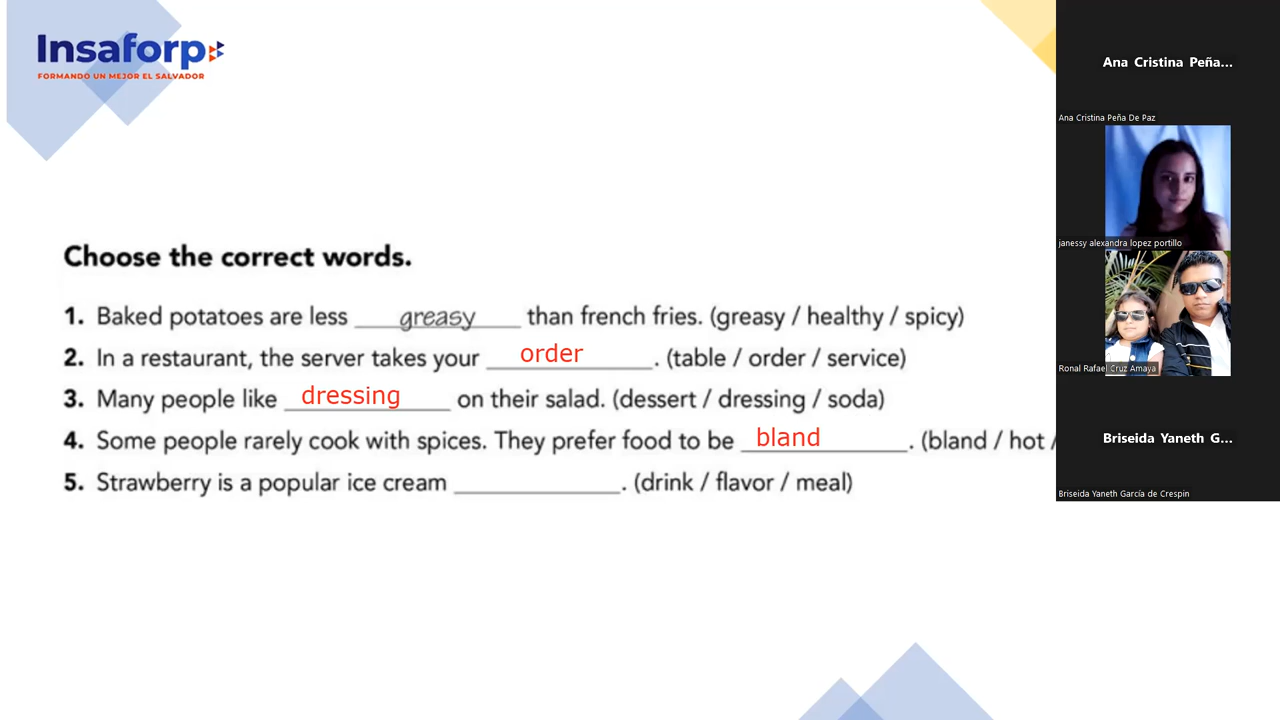 Insaforp
FORMANDO UN MEJOR EL SALVADOR
Choose the correct words.
1. Baked potatoes are less greasy than french fries. (greasy / healthy / spicy)
2. In a restaurant, the server takes your order. (table / order / service)
3. Many people like dressing on their salad. (dessert / dressing / soda)
4. Some people rarely cook with spices. They prefer food to be bland. (bland / hot /
5. Strawberry is a popular ice cream ____________. (drink / flavor / meal)
Ana Cristina Peña...
Ana Cristina Peña De Paz
janessy alexandra lopez portillo
Ronal Rafael Cruz Amaya
Briseida Yaneth G...
Briseida Yaneth García de Crespin